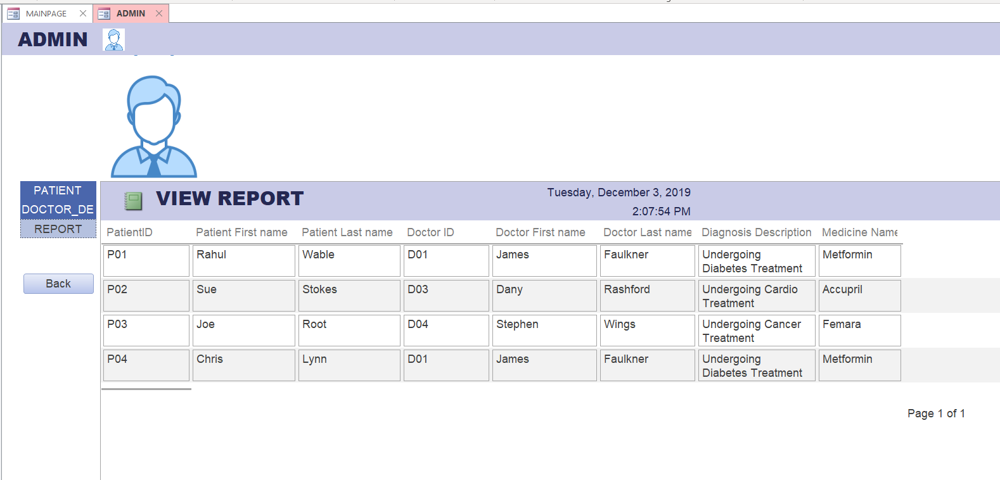 MAINPAGE ADMIN
ADMIN
PATIENT
DOCTOR_DE
REPORT
Back
VIEW REPORT
Tuesday, December 3, 2019
2:07:54 PM
PatientID Patient First name Patient Last name Doctor ID Doctor First name Doctor Last name Diagnosis Description Medicine Name
P01 Rahul Wable D01 James Faulkner Undergoing Diabetes Treatment Metformin
P02 Sue Stokes D03 Dany Rashford Undergoing Cardio Treatment Accupril
P03 Joe Root D04 Stephen Wings Undergoing Cancer Treatment Femara
P04 Chris Lynn D01 James Faulkner Undergoing Diabetes Treatment Metformin
Page 1 of 1